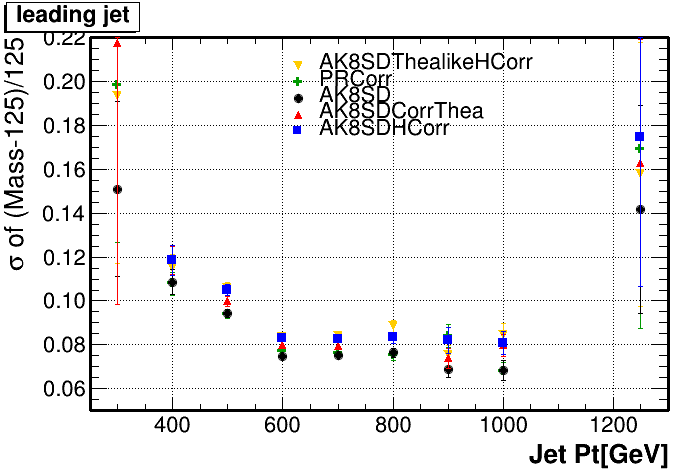 leading jet
σ of (Mass-125)/125
0.22
0.20
0.18
0.16
0.14
0.12
0.10
0.08
0.06
AK8SDThealikeHCorr
PRCorr
AK8SD
AK8SDCorrThea
AK8SDHCorr
400 600 800 1000 1200
Jet Pt[GeV]